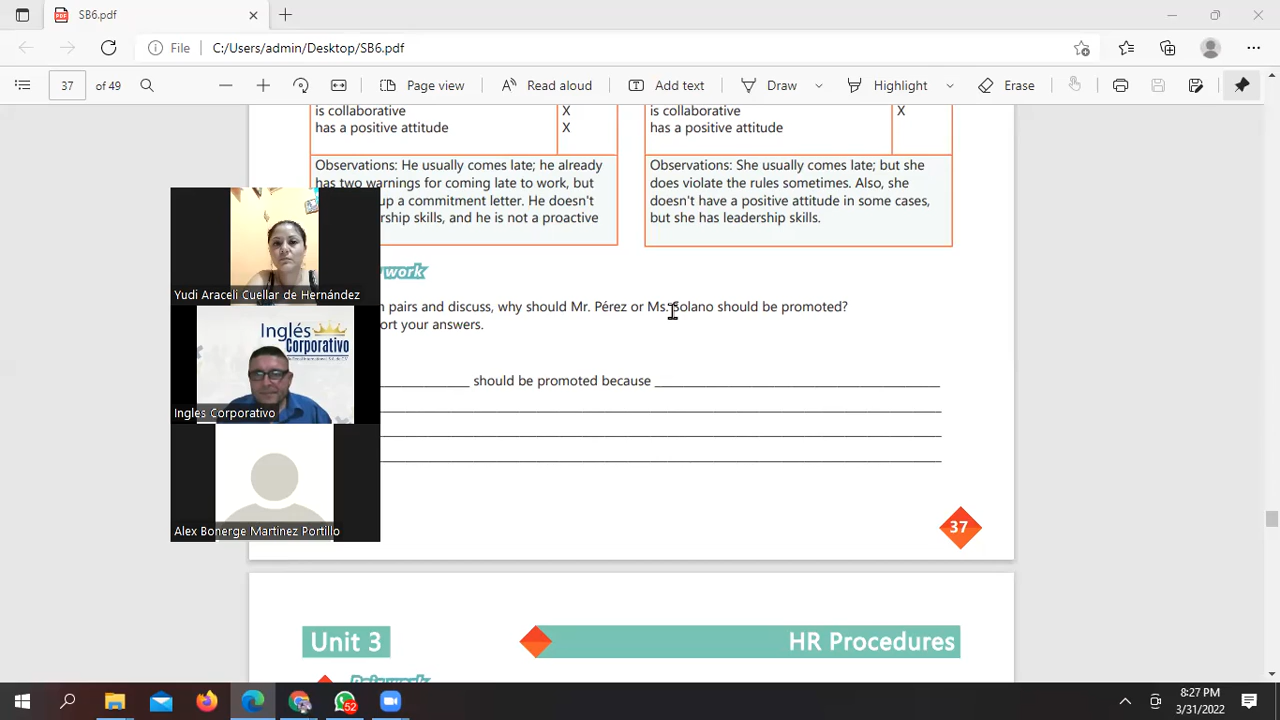 SB6.pdf
File
C:/Users/admin/Desktop/SB6.pdf
37 of 49
Page view
Read aloud
Add text
Draw
Highlight
Erase
is collaborative X
has a positive attitude X
is collaborative X
has a positive attitude
Observations: He usually comes late; he already
has two warnings for coming late to work, but
up a commitment letter. He doesn't
ship skills, and he is not a proactive
Observations: She usually comes late; but she
does violate the rules sometimes. Also, she
doesn't have a positive attitude in some cases,
but she has leadership skills.
work
pairs and discuss, why should Mr. Pérez or Ms. Solano should be promoted?
ort your answers.
should be promoted because
37
Unit 3
HR Procedures
Pair work
Yudi Araceli Cuellar de Hernández
Inglés
Corporativo
Ingles Corporativo
Alex Bonerge Martinez Portillo
52
8:27 PM
3/31/2022